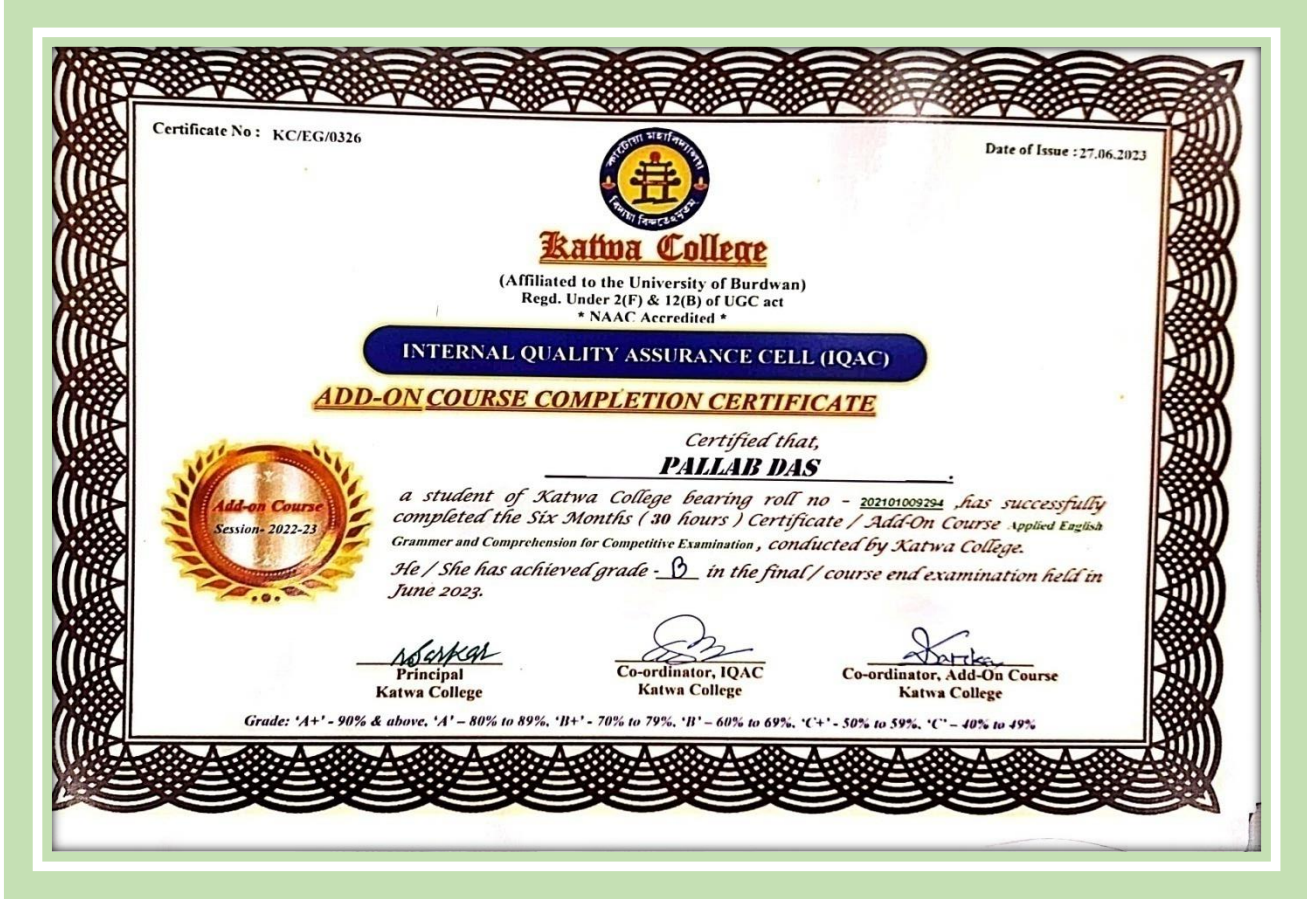 Certificate No : KC/EG/0326
Date of Issue : 27.06.2023
কাটোয়া মহাবিদ্যালয়
Katwa College
(Affiliated to the University of Burdwan)
Regd. Under 2(F) & 12(B) of UGC act
* NAAC Accredited *
INTERNAL QUALITY ASSURANCE CELL (IQAC)
ADD-ON COURSE COMPLETION CERTIFICATE
Certified that,
PALLAB DAS.
Add-on Course
Session- 2022-23
a student of Katwa College bearing roll no - 202101009294 ,has successfully
completed the Six Months ( 30 hours ) Certificate / Add-On Course Applied English
Grammer and Comprehension for Competitive Examination , conducted by Katwa College.
He / She has achieved grade - B in the final / course end examination held in
June 2023.
Principal
Katwa College
Co-ordinator, IQAC
Katwa College
Co-ordinator, Add-On Course
Katwa College
Grade: 'A+' - 90% & above, 'A' – 80% to 89%, 'B+' - 70% to 79%, 'B' – 60% to 69%, 'C+' - 50% to 59%, 'C' – 40% to 49%